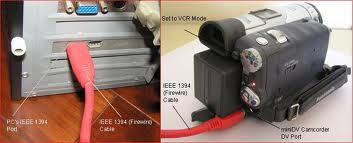 Set to VCR Mode
IEEE 1394
(Firewire)
Cable
PC's IEEE 1394
Port
IEEE 1394
(Firewire)
Cable
Panasonic
miniDV Camcorder
DV Port